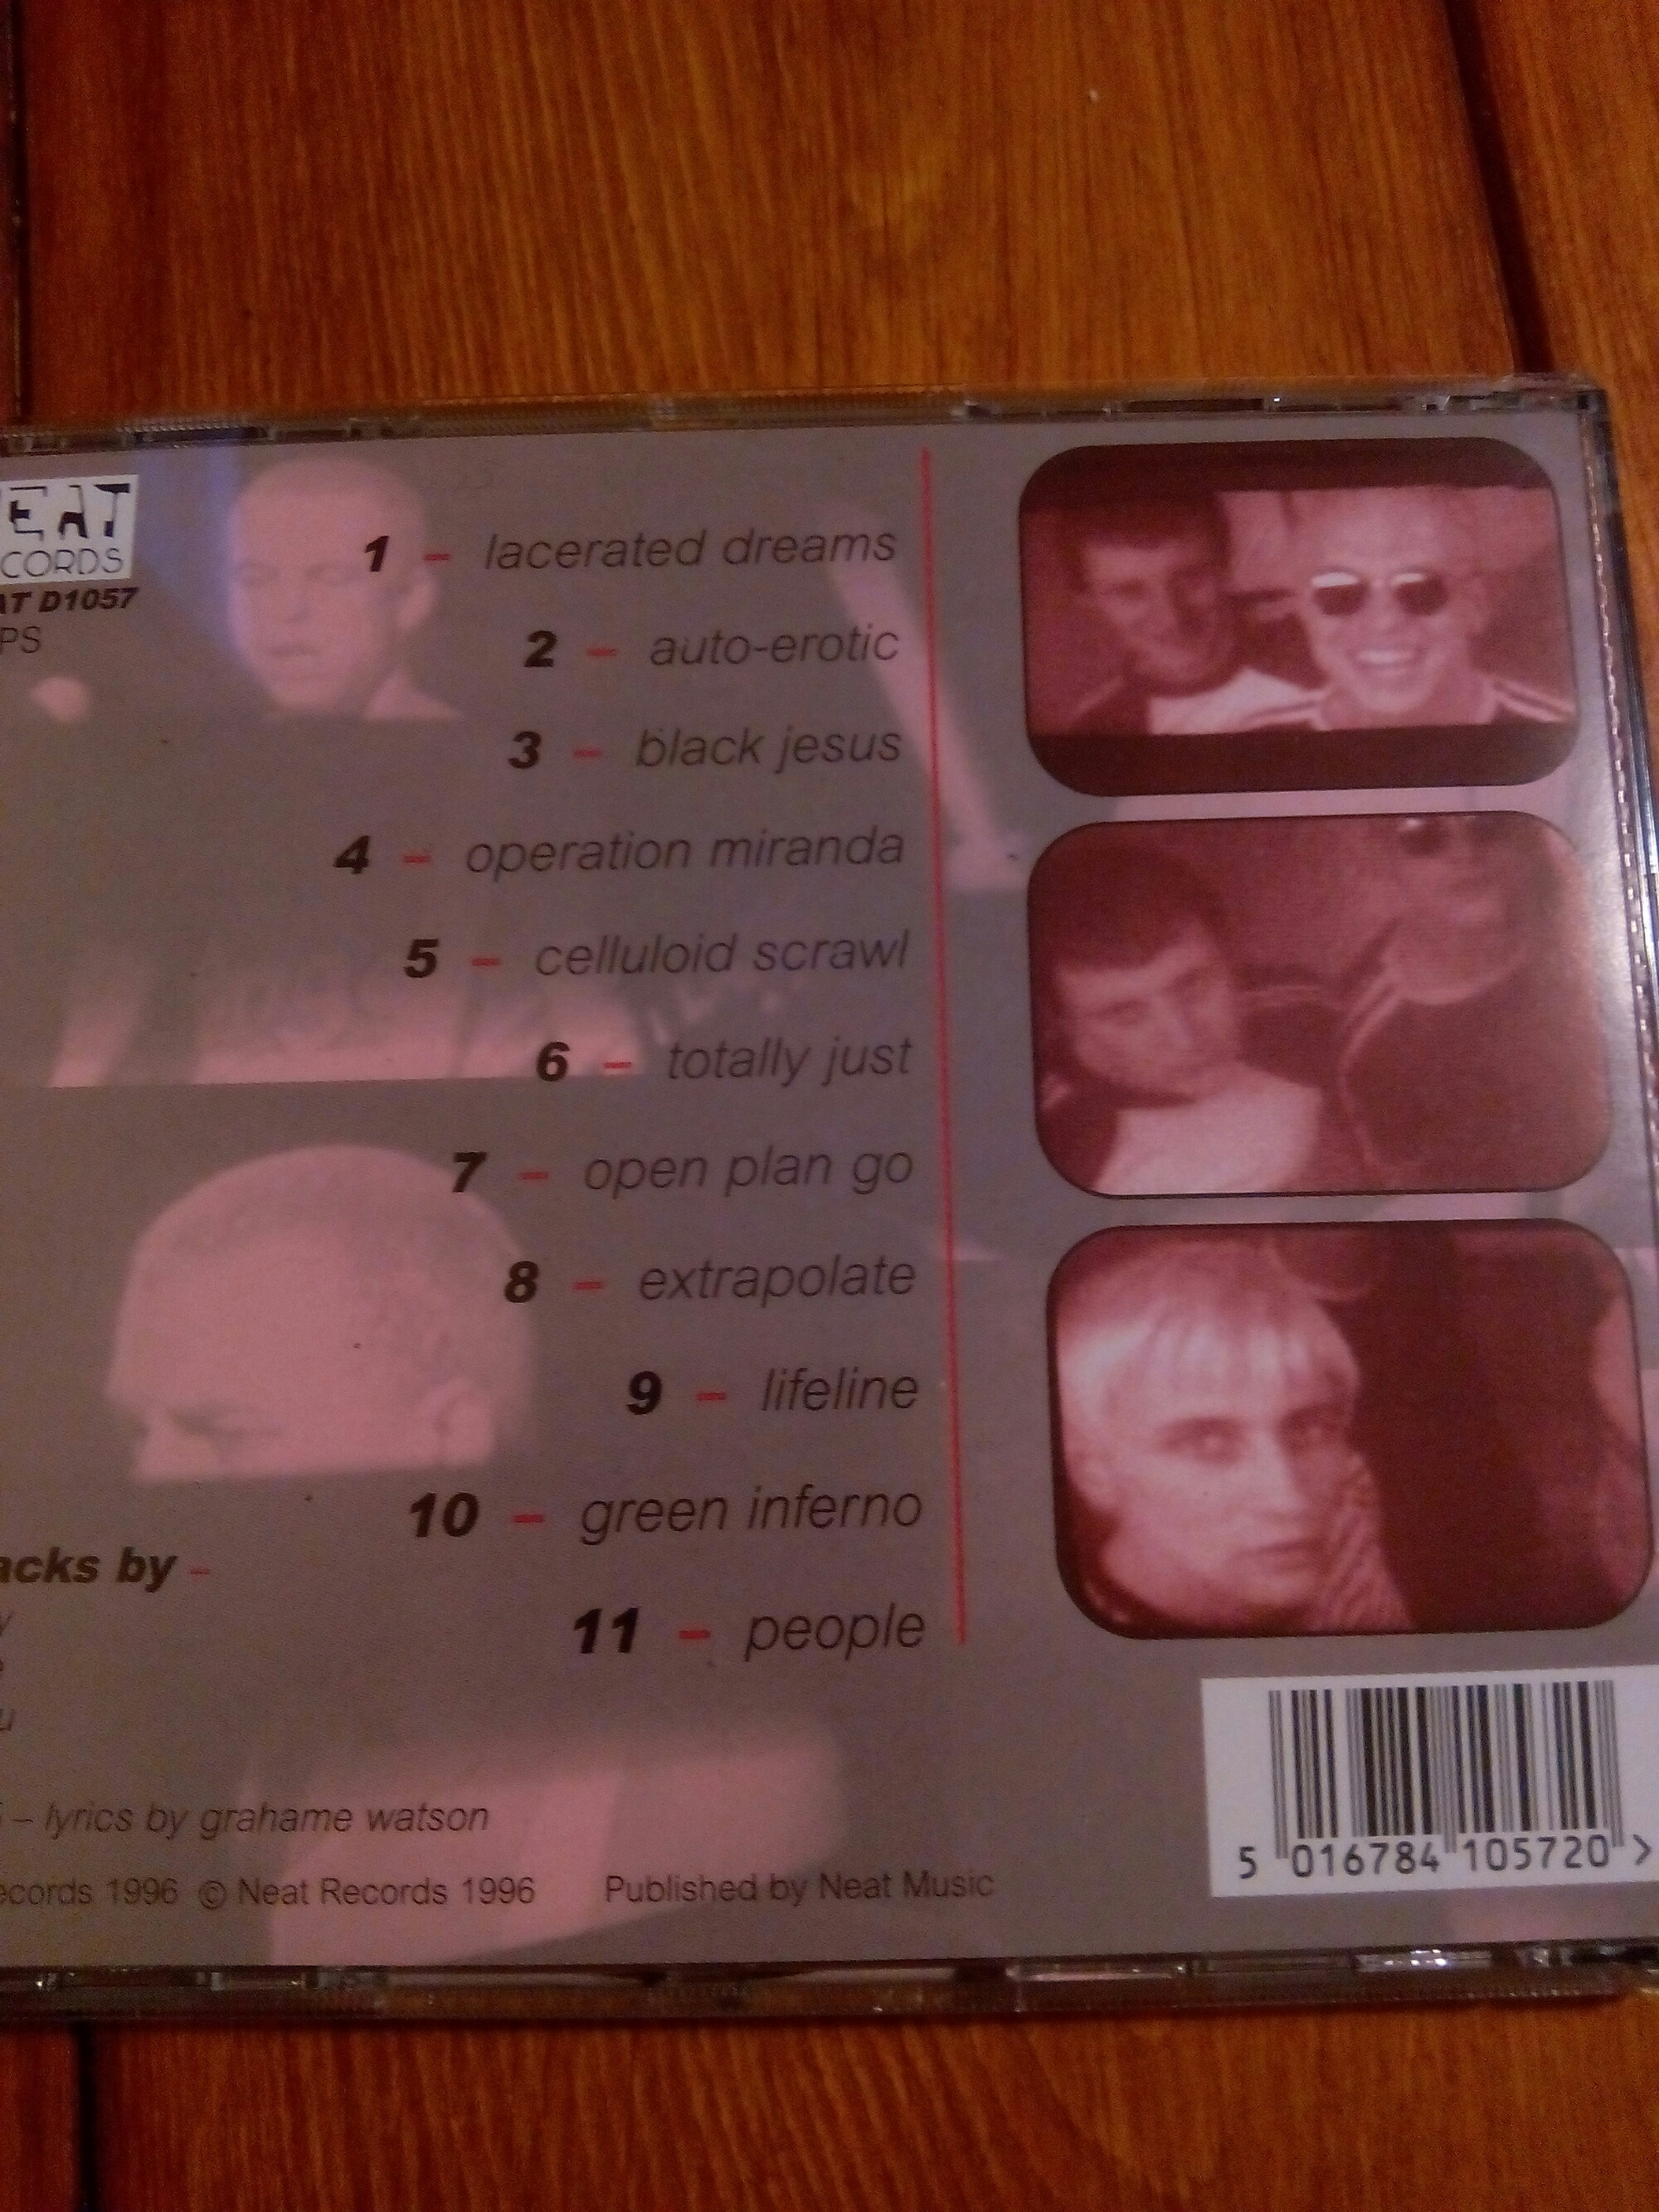 EAT
CORDS
AT D1057
PS
1 – lacerated dreams
2 – auto-erotic
3 – black jesus
4 – operation miranda
5 – celluloid scrawl
6 – totally just
7 – open plan go
8 – extrapolate
9 – lifeline
10 – green inferno
11 – people
acks by –
– lyrics by grahame watson
ecords 1996 © Neat Records 1996 Published by Neat Music
5 016784 105720 >